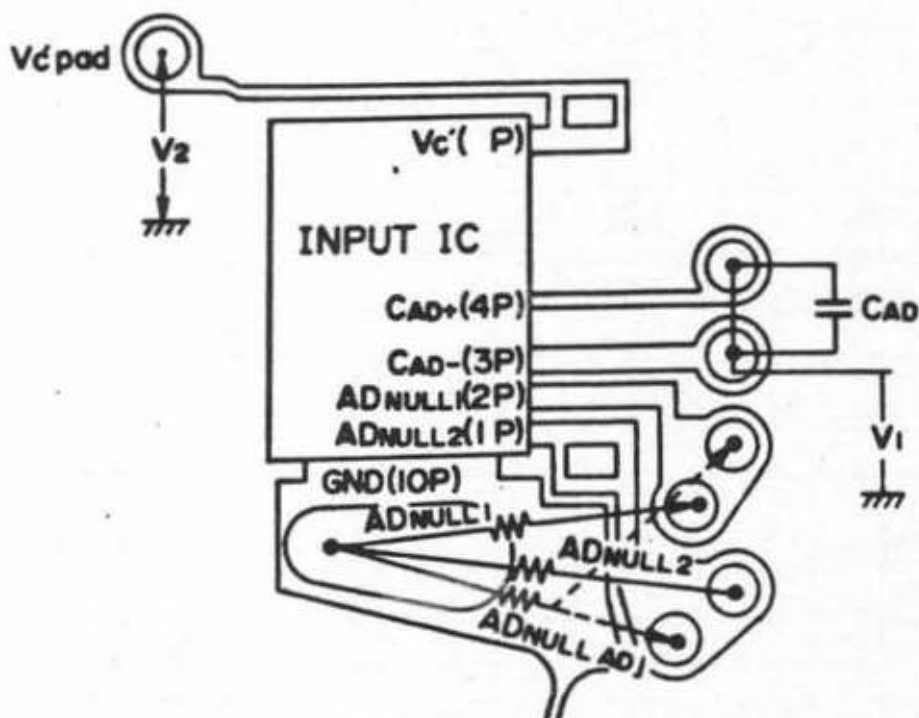 Vc'pad
V2
Vc'( P)
INPUT IC
CAD+(4P)
CAD
CAD-(3P)
ADNULL1(2P)
ADNULL2(1P)
V1
GND(10P)
ADNULL1
ADNULL2
ADNULL ADJ